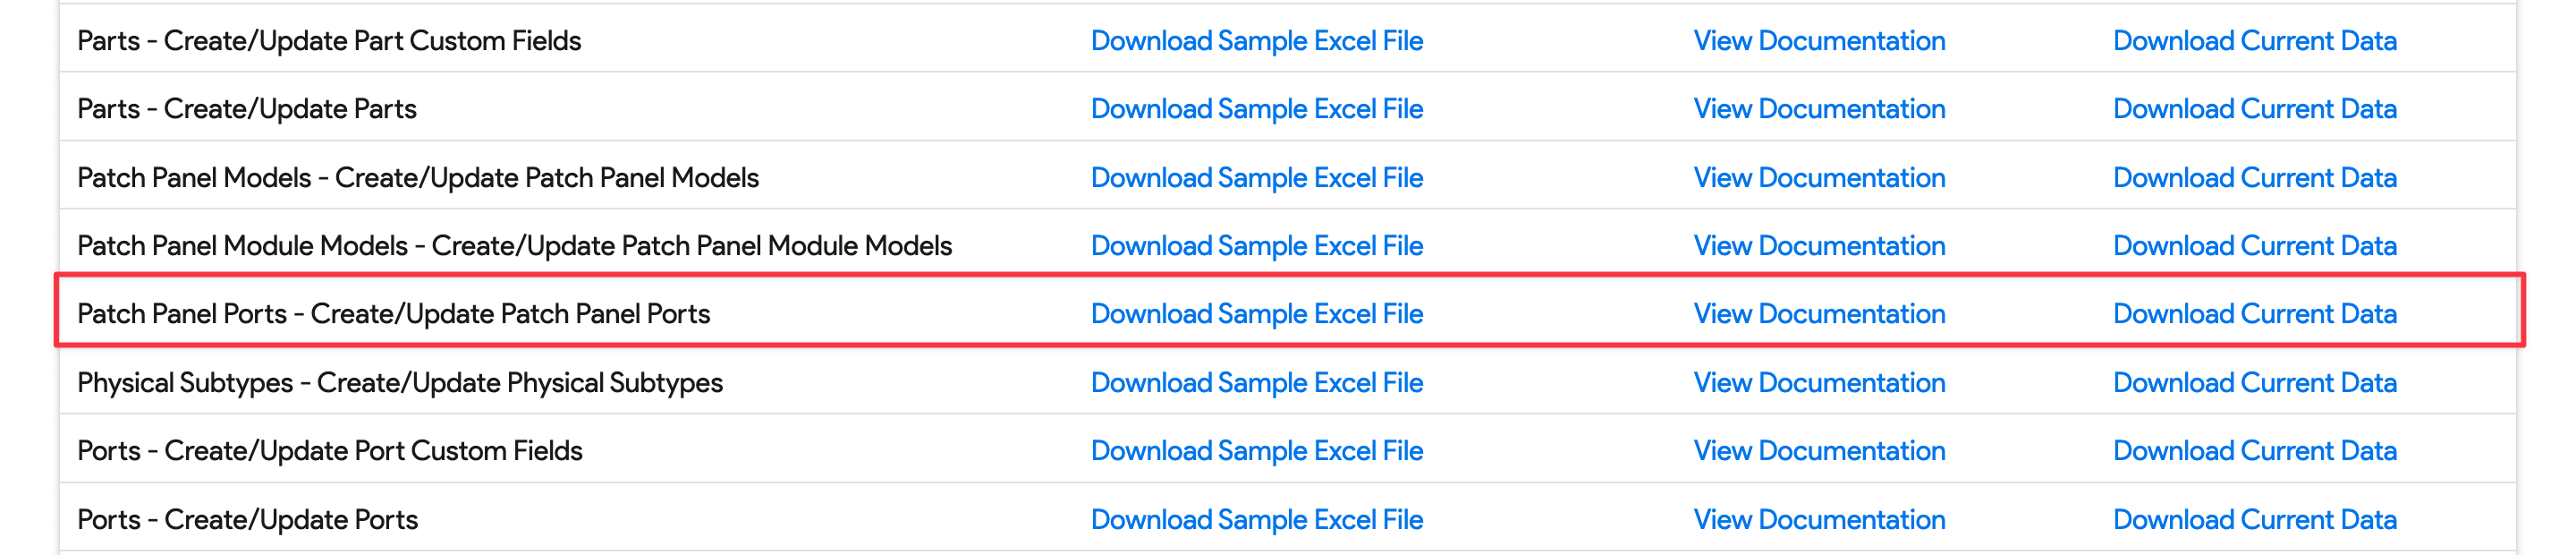 Parts - Create/Update Part Custom Fields Download Sample Excel File View Documentation Download Current Data
Parts - Create/Update Parts Download Sample Excel File View Documentation Download Current Data
Patch Panel Models - Create/Update Patch Panel Models Download Sample Excel File View Documentation Download Current Data
Patch Panel Module Models - Create/Update Patch Panel Module Models Download Sample Excel File View Documentation Download Current Data
Patch Panel Ports - Create/Update Patch Panel Ports Download Sample Excel File View Documentation Download Current Data
Physical Subtypes - Create/Update Physical Subtypes Download Sample Excel File View Documentation Download Current Data
Ports - Create/Update Port Custom Fields Download Sample Excel File View Documentation Download Current Data
Ports - Create/Update Ports Download Sample Excel File View Documentation Download Current Data